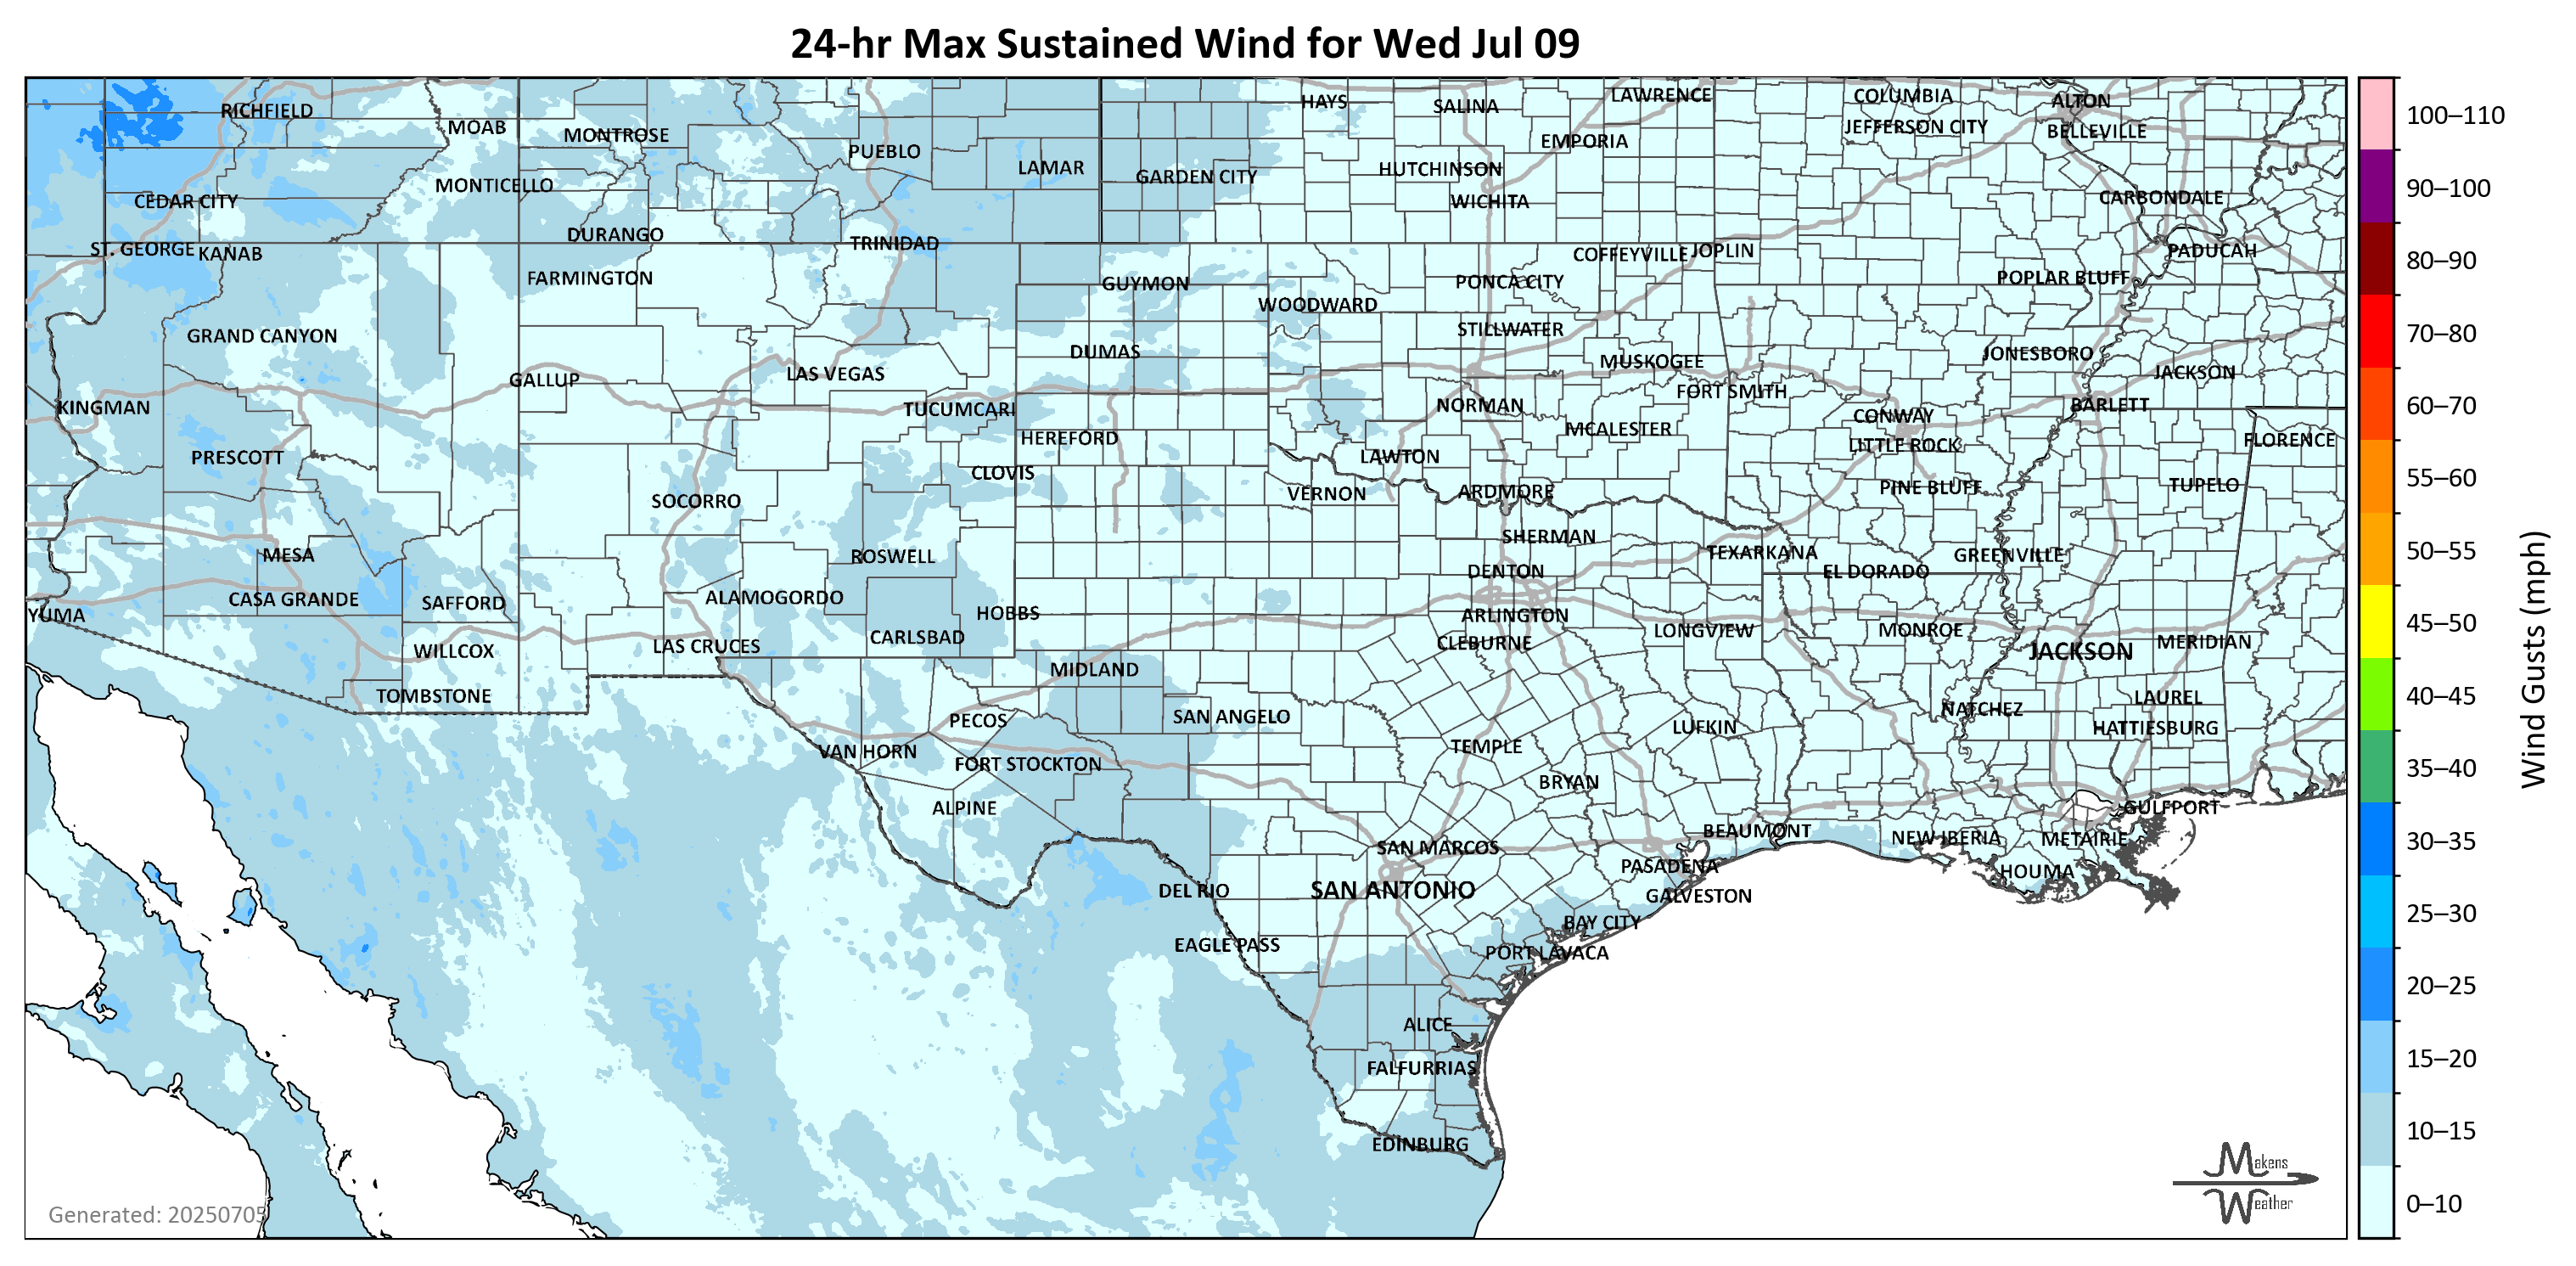 24-hr Max Sustained Wind for Wed Jul 09
RICHFIELD
MOAB
MONTROSE
PUEBLO
LAMAR
GARDEN CITY
HAYS
SALINA
LAWRENCE
EMPORIA
HUTCHINSON
WICHITA
COLUMBIA
JEFFERSON CITY
ALTON
BELLEVILLE
CARBONDALE
MONTICELLO
CEDAR CITY
ST. GEORGE
KANAB
DURANGO
TRINIDAD
FARMINGTON
GUYMON
WOODWARD
PONCA CITY
COFFEYVILLE
JOPLIN
POPLAR BLUFF
PADUCAH
GRAND CANYON
DUMAS
STILLWATER
MUSKOGEE
JONESBORO
JACKSON
GALLUP
LAS VEGAS
FORT SMITH
KINGMAN
TUCUMCARI
NORMAN
CONWAY
BARLETT
HEREFORD
MCALESTER
LITTLE ROCK
FLORENCE
PRESCOTT
CLOVIS
LAWTON
SOCORRO
VERNON
ARDMORE
PINE BLUFF
TUPELO
MESA
ROSWELL
SHERMAN
TEXARKANA
GREENVILLE
DENTON
EL DORADO
CASA GRANDE
SAFFORD
ALAMOGORDO
HOBBS
ARLINGTON
YUMA
WILLCOX
LAS CRUCES
CARLSBAD
CLEBURNE
LONGVIEW
MONROE
JACKSON
MERIDIAN
TOMBSTONE
MIDLAND
LAUREL
PECOS
SAN ANGELO
LUFKIN
NATCHEZ
HATTIESBURG
VAN HORN
FORT STOCKTON
TEMPLE
BRYAN
ALPINE
GULFPORT
BEAUMONT
NEW IBERIA
METAIRIE
SAN MARCOS
PASADENA
HOUMA
DEL RIO
SAN ANTONIO
GALVESTON
BAY CITY
EAGLE PASS
PORT LAVACA
ALICE
FALFURRIAS
EDINBURG
Generated: 20250705
Makens
Weather
100–110
90–100
80–90
70–80
60–70
55–60
50–55
45–50
40–45
35–40
30–35
25–30
20–25
15–20
10–15
0–10
Wind Gusts (mph)